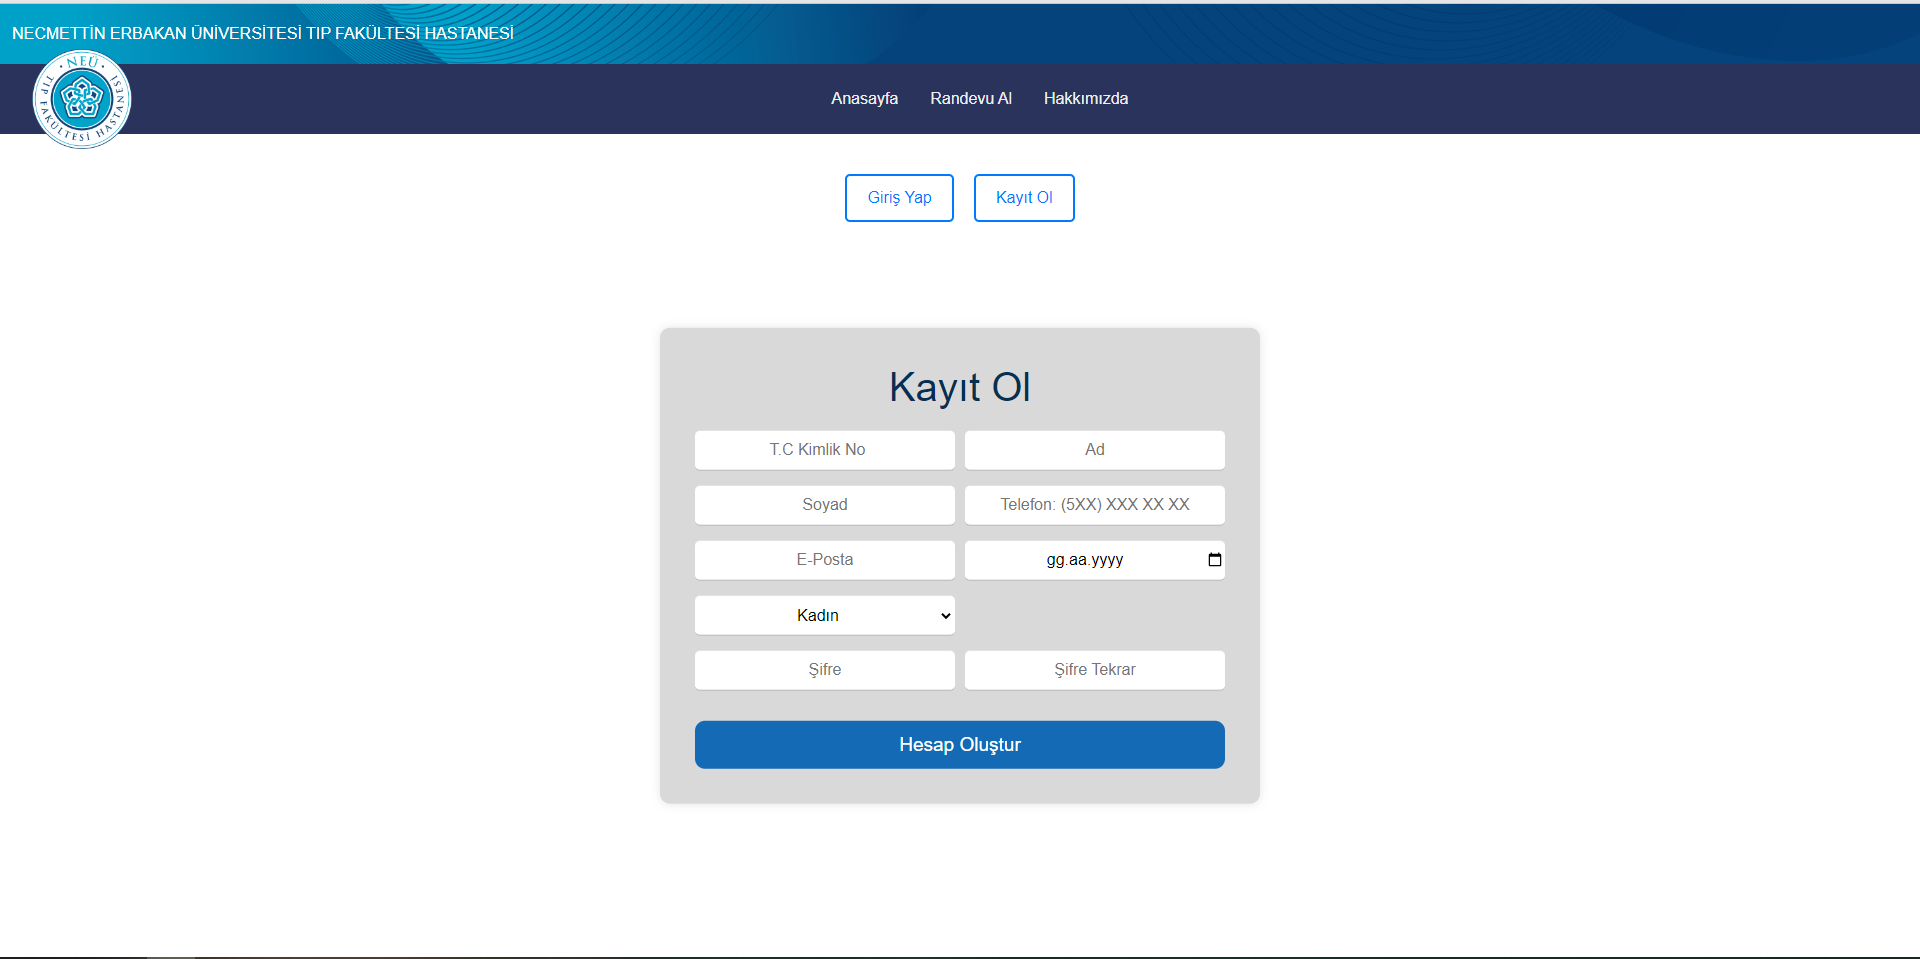 NECMETTİN ERBAKAN ÜNİVERSİTESİ TIP FAKÜLTESİ HASTANESİ
· NEÜ ·
TIP FAKÜLTESİ HASTANESİ
Anasayfa Randevu Al Hakkımızda
Giriş Yap Kayıt Ol
Kayıt Ol
T.C Kimlik No Ad
Soyad Telefon: (5XX) XXX XX XX
E-Posta gg.aa.yyyy
Kadın
Şifre Şifre Tekrar
Hesap Oluştur